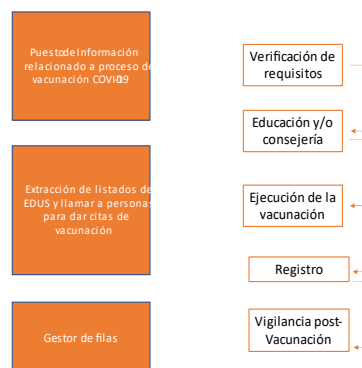 Puesto de Información
relacionado a proceso de
vacunación COVID-19
Verificación de
requisitos
Educación y/o
consejería
Extracción de listados de
EDUS y llamar a personas
para dar citas de
vacunación
Ejecución de la
vacunación
Registro
Gestor de filas
Vigilancia post-
Vacunación